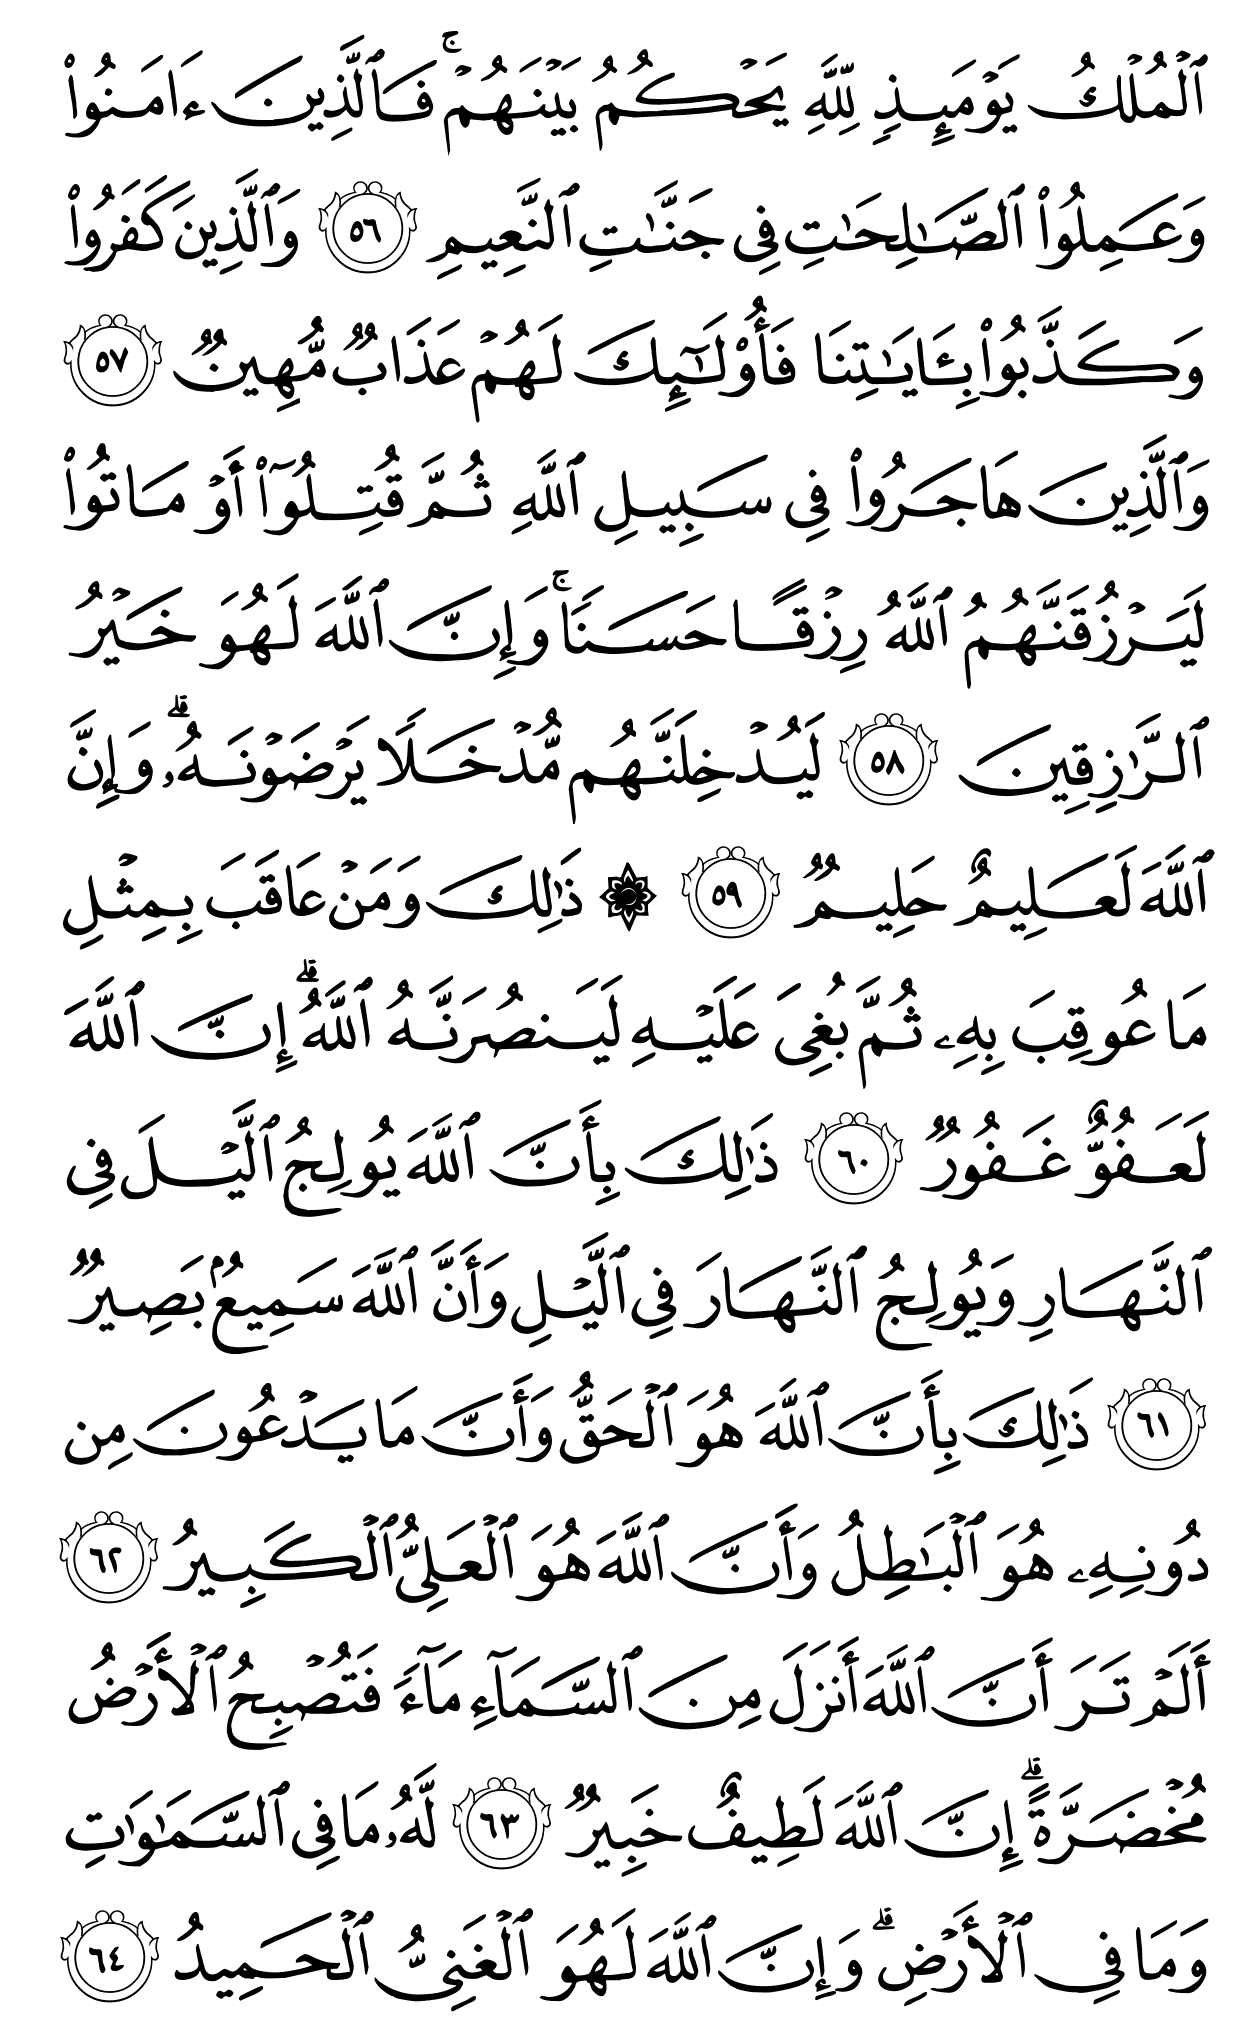 ٱلْمُلْكُ يَوْمَئِذٍ لِّلَّهِ يَحْكُمُ بَيْنَهُمْ ۚ فَٱلَّذِينَ ءَامَنُوا۟
وَعَمِلُوا۟ ٱلصَّـٰلِحَـٰتِ فِى جَنَّـٰتِ ٱلنَّعِيمِ ٥٦ وَٱلَّذِينَ كَفَرُوا۟
وَكَذَّبُوا۟ بِـَٔايَـٰتِنَا فَأُو۟لَـٰٓئِكَ لَهُمْ عَذَابٌ مُّهِينٌ ٥٧
وَٱلَّذِينَ هَاجَرُوا۟ فِى سَبِيلِ ٱللَّهِ ثُمَّ قُتِلُوٓا۟ أَوْ مَاتُوا۟
لَيَرْزُقَنَّهُمُ ٱللَّهُ رِزْقًا حَسَنًا ۚ وَإِنَّ ٱللَّهَ لَهُوَ خَيْرُ
ٱلرَّٰزِقِينَ ٥٨ لَيُدْخِلَنَّهُم مُّدْخَلًا يَرْضَوْنَهُۥ ۗ وَإِنَّ
ٱللَّهَ لَعَلِيمٌ حَلِيمٌ ٥٩ ۞ ذَٰلِكَ وَمَنْ عَاقَبَ بِمِثْلِ
مَا عُوقِبَ بِهِۦ ثُمَّ بُغِىَ عَلَيْهِ لَيَنصُرَنَّهُ ٱللَّهُ ۗ إِنَّ ٱللَّهَ
لَعَفُوٌّ غَفُورٌ ٦٠ ذَٰلِكَ بِأَنَّ ٱللَّهَ يُولِجُ ٱلَّيْلَ فِى
ٱلنَّهَارِ وَيُولِجُ ٱلنَّهَارَ فِى ٱلَّيْلِ وَأَنَّ ٱللَّهَ سَمِيعٌۢ بَصِيرٌ
٦١ ذَٰلِكَ بِأَنَّ ٱللَّهَ هُوَ ٱلْحَقُّ وَأَنَّ مَا يَدْعُونَ مِن
دُونِهِۦ هُوَ ٱلْبَـٰطِلُ وَأَنَّ ٱللَّهَ هُوَ ٱلْعَلِىُّ ٱلْكَبِيرُ ٦٢
أَلَمْ تَرَ أَنَّ ٱللَّهَ أَنزَلَ مِنَ ٱلسَّمَآءِ مَآءً فَتُصْبِحُ ٱلْأَرْضُ
مُخْضَرَّةً ۗ إِنَّ ٱللَّهَ لَطِيفٌ خَبِيرٌ ٦٣ لَّهُۥ مَا فِى ٱلسَّمَـٰوَٰتِ
وَمَا فِى ٱلْأَرْضِ ۗ وَإِنَّ ٱللَّهَ لَهُوَ ٱلْغَنِىُّ ٱلْحَمِيدُ ٦٤